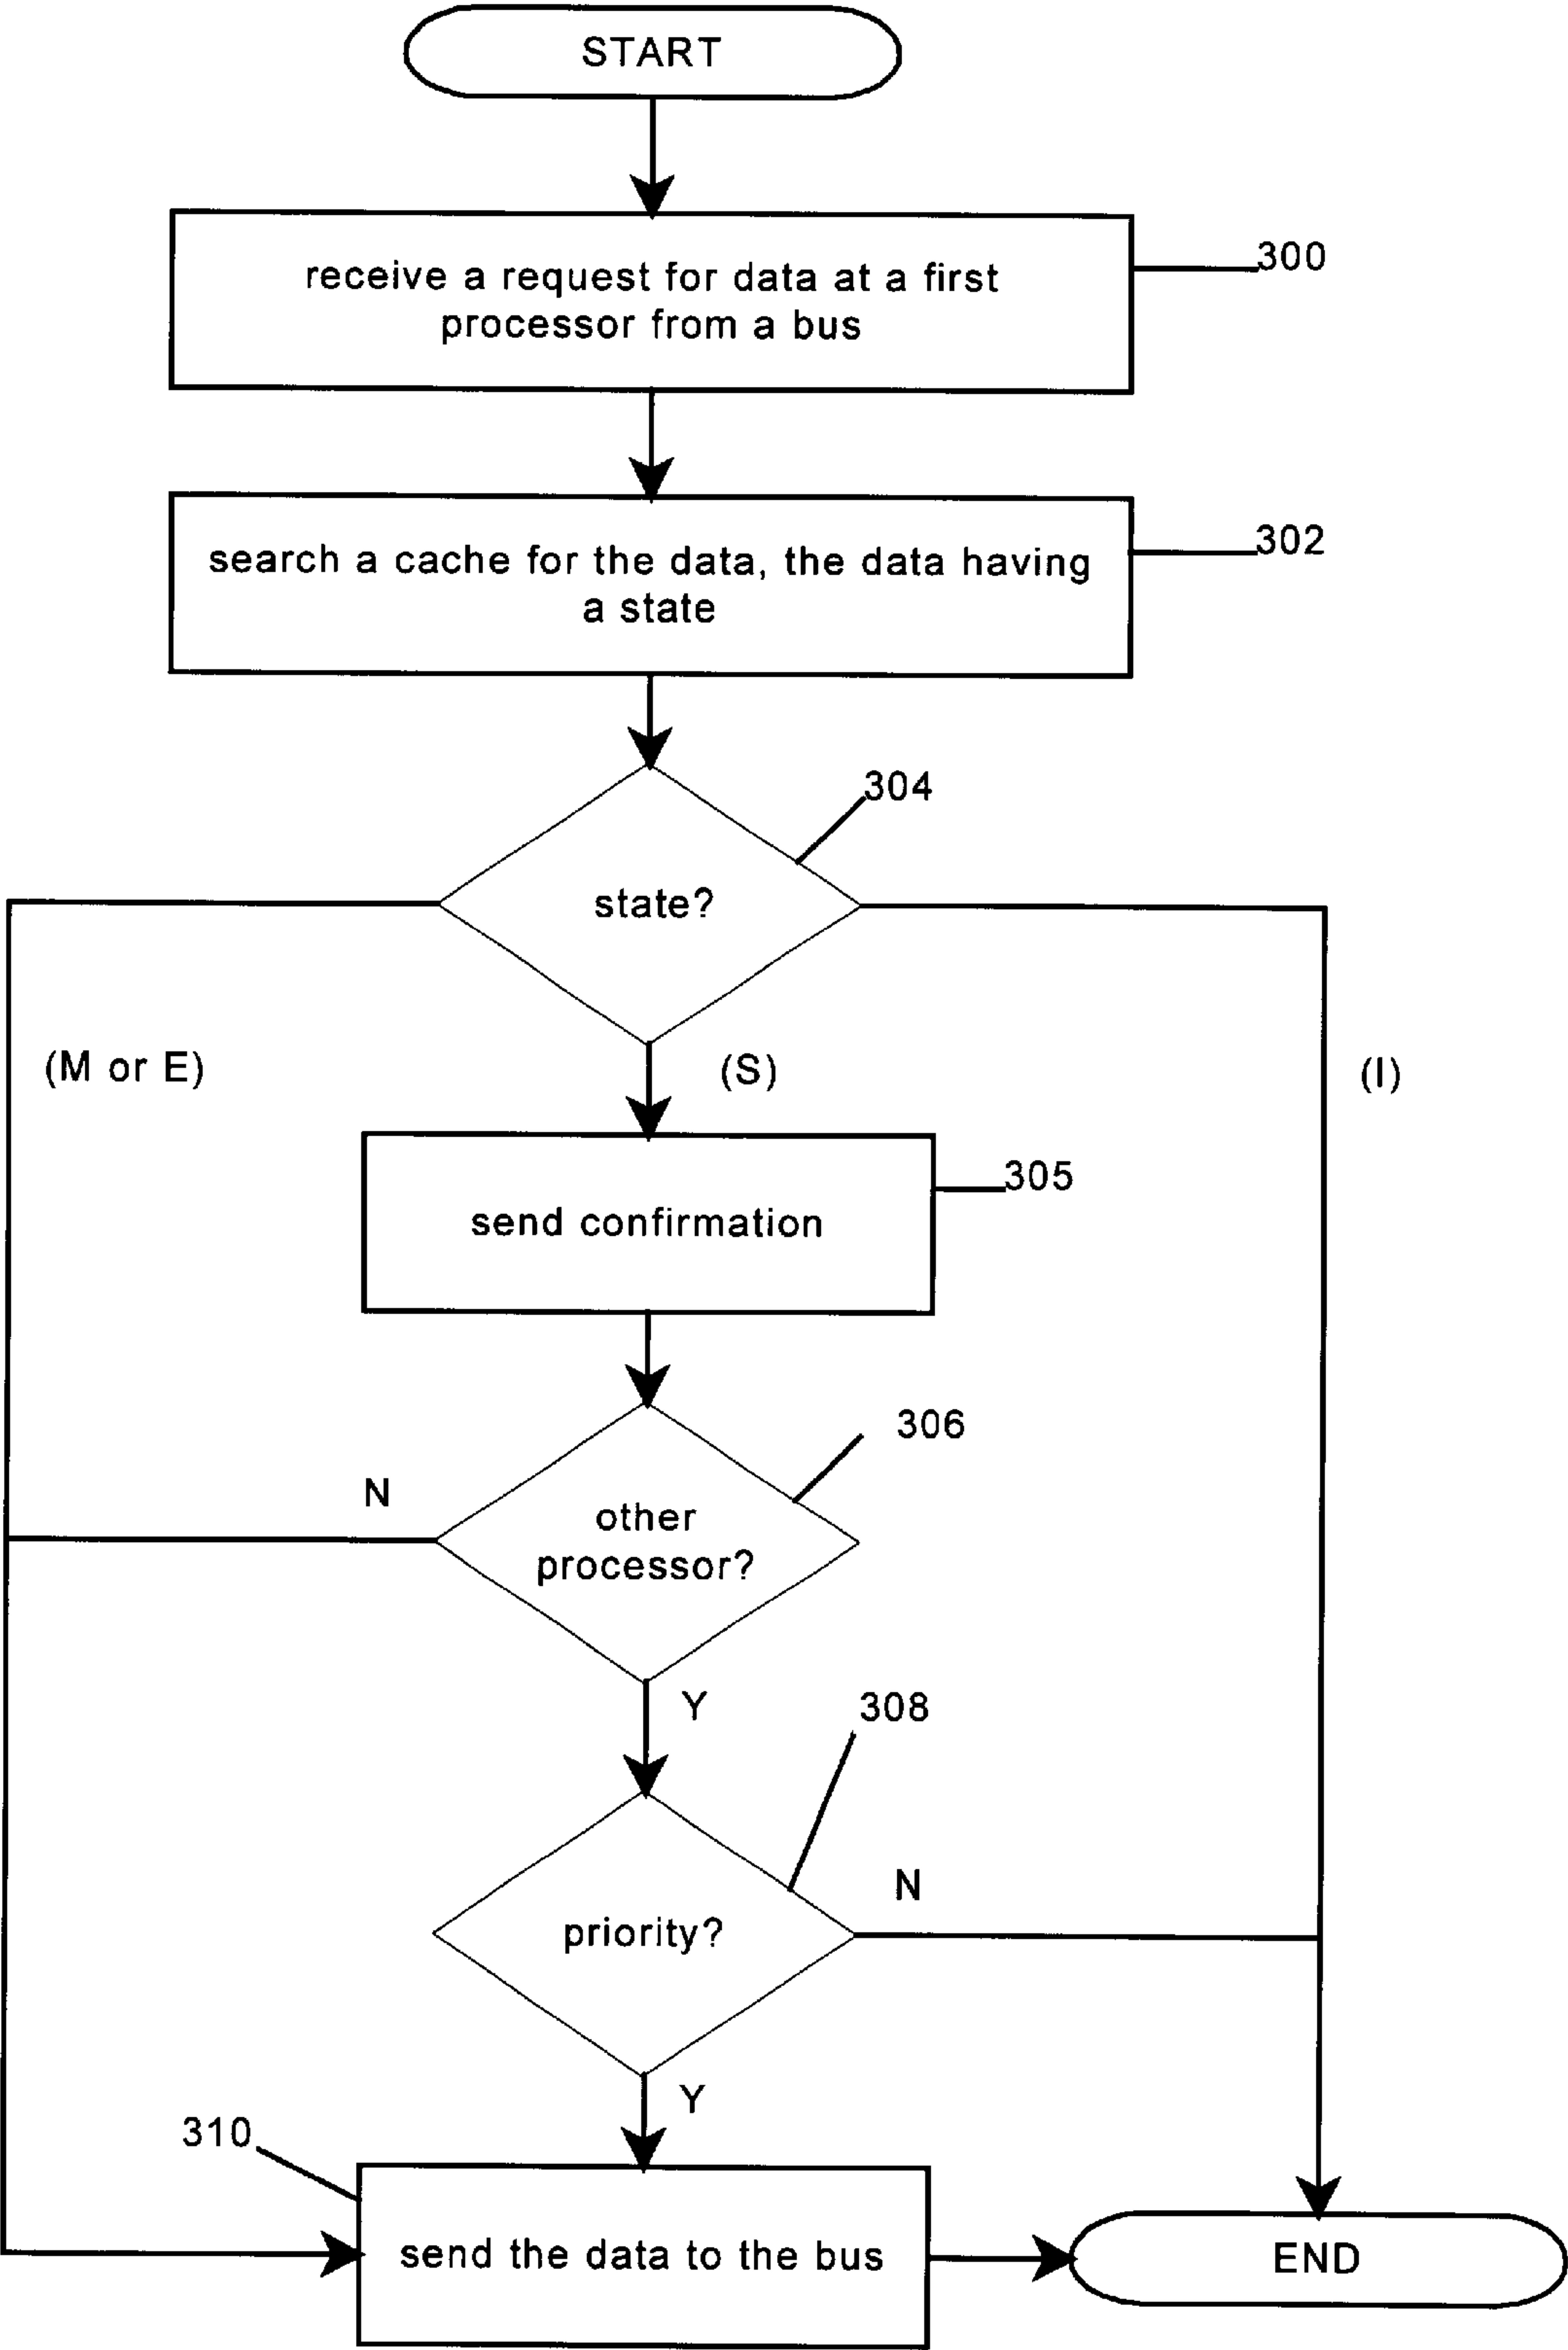 START
receive a request for data at a first
processor from a bus
300
search a cache for the data, the data having
a state
302
304
state?
(M or E)
(S)
(I)
send confirmation
305
306
N
other
processor?
Y
308
N
priority?
Y
310
send the data to the bus
END